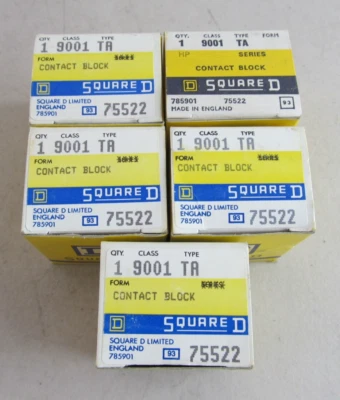 QTY. CLASS TYPE
1 9001 TA
FORM
CONTACT BLOCK
D SQUARE D
SQUARE D LIMITED
ENGLAND
785901 93 75522
QTY. CLASS TYPE FORM
1 9001 TA
HP SERIES
CONTACT BLOCK
D SQUARE D
785901 75522
MADE IN ENGLAND 93
QTY. CLASS TYPE
1 9001 TA
FORM
CONTACT BLOCK
D SQUARE D
SQUARE D LIMITED
ENGLAND
785901 93 75522
QTY. CLASS TYPE
1 9001 TA
FORM
CONTACT BLOCK
D SQUARE D
SQUARE D LIMITED
ENGLAND
785901 93 75522
QTY. CLASS TYPE
1 9001 TA
FORM
CONTACT BLOCK
D SQUARE D
SQUARE D LIMITED
ENGLAND
785901 93 75522